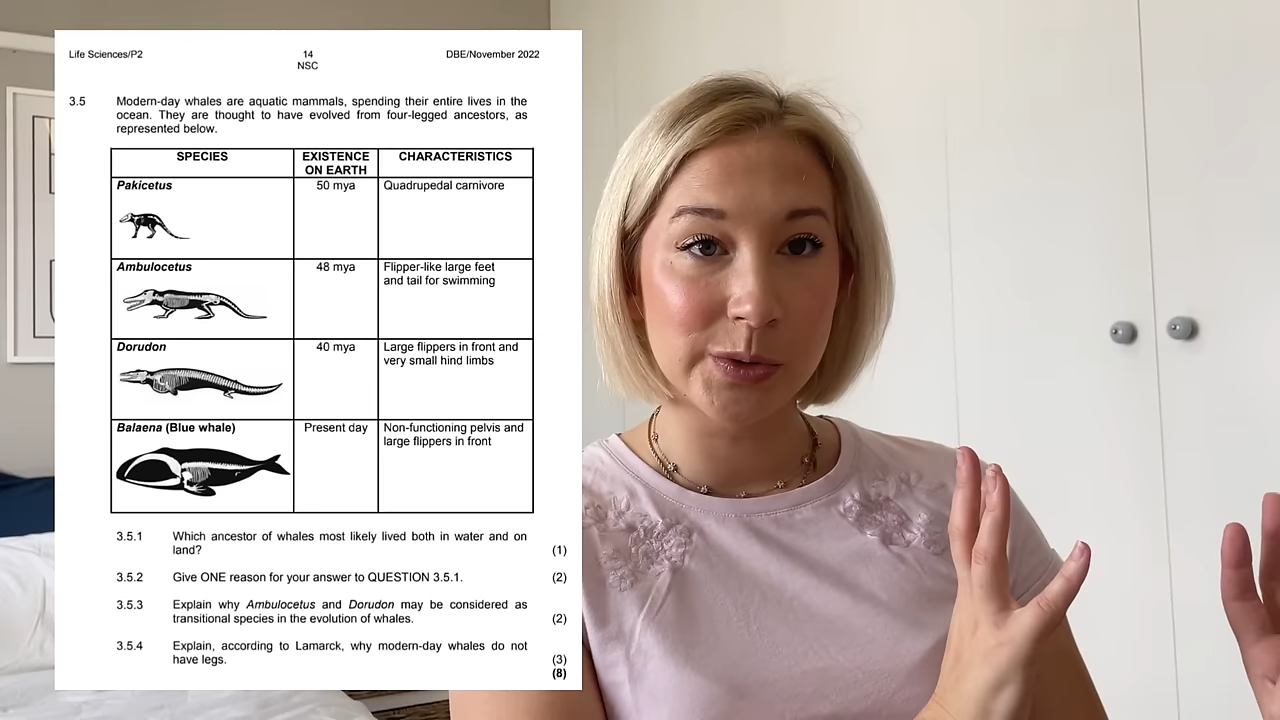 Life Sciences/P2 14 DBE/November 2022
NSC
3.5 Modern-day whales are aquatic mammals, spending their entire lives in the
ocean. They are thought to have evolved from four-legged ancestors, as
represented below.
SPECIES EXISTENCE ON EARTH CHARACTERISTICS
Pakicetus 50 mya Quadrupedal carnivore
Ambulocetus 48 mya Flipper-like large feet
and tail for swimming
Dorudon 40 mya Large flippers in front and
very small hind limbs
Balaena (Blue whale) Present day Non-functioning pelvis and
large flippers in front
3.5.1 Which ancestor of whales most likely lived both in water and on
land? (1)
3.5.2 Give ONE reason for your answer to QUESTION 3.5.1. (2)
3.5.3 Explain why Ambulocetus and Dorudon may be considered as
transitional species in the evolution of whales. (2)
3.5.4 Explain, according to Lamarck, why modern-day whales do not
have legs. (3)
(8)